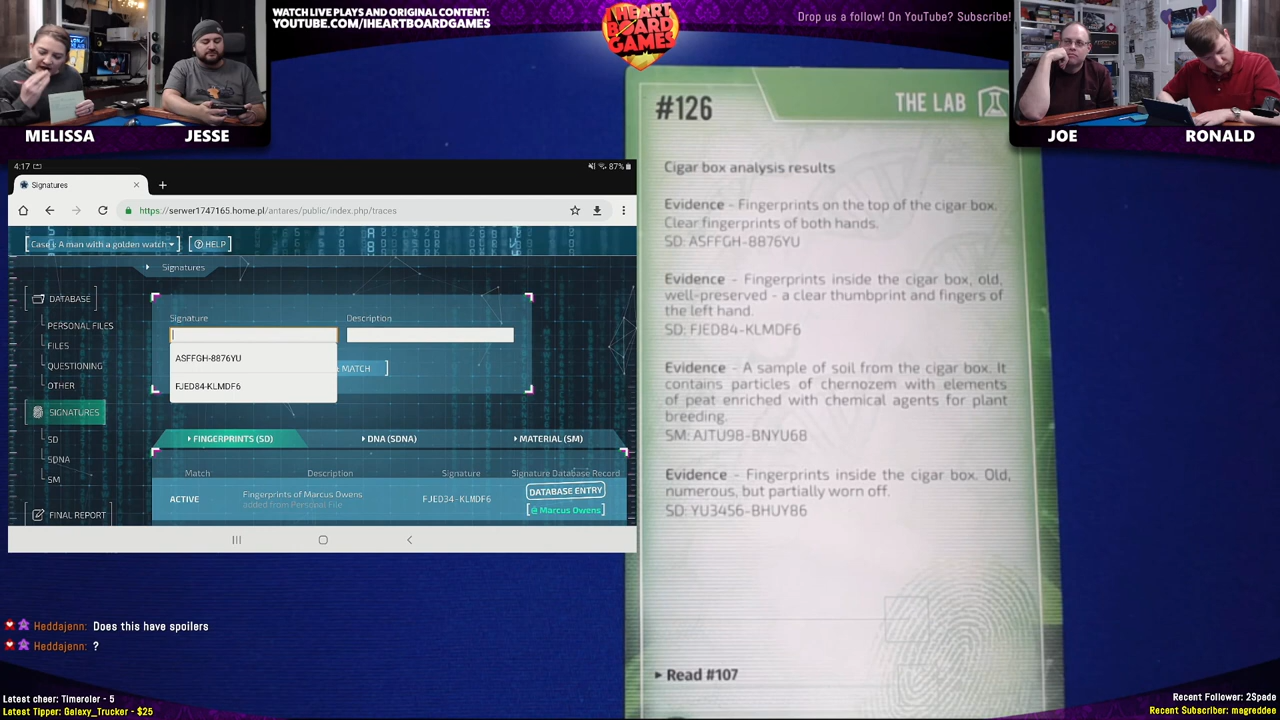 WATCH LIVE PLAYS AND ORIGINAL CONTENT:
YOUTUBE.COM/IHEARTBOARDGAMES
I HEART
BOARD
GAMES
Drop us a follow! On YouTube? Subscribe!
MELISSA
JESSE
JOE
RONALD
4:17
87%
Signatures
https://serwer1747165.home.pl/antares/public/index.php/traces
Case I: A man with a golden watch
? HELP
Signatures
DATABASE
PERSONAL FILES
FILES
QUESTIONING
OTHER
SIGNATURES
SD
SDNA
SM
FINAL REPORT
Signature
Description
ASFFGH-8876YU
FJED84-KLMDF6
MATCH
FINGERPRINTS (SD)
DNA (SDNA)
MATERIAL (SM)
Match
Description
Signature
Signature Database Record
ACTIVE
Fingerprints of Marcus Owens
added from Personal File
FJED34-KLMDF6
DATABASE ENTRY
[@ Marcus Owens]
#126
THE LAB
Cigar box analysis results
Evidence - Fingerprints on the top of the cigar box.
Clear fingerprints of both hands.
SD: ASFFGH-8876YU
Evidence - Fingerprints inside the cigar box, old,
well-preserved - a clear thumbprint and fingers of
the left hand.
SD: FJED84-KLMDF6
Evidence - A sample of soil from the cigar box. It
contains particles of chernozem with elements
of peat enriched with chemical agents for plant
breeding.
SM: AJTU98-BNYU6B
Evidence - Fingerprints inside the cigar box. Old,
numerous, but partially worn off.
SD: YU3456-BHUY86
Read #107
Heddajenn: Does this have spoilers
Heddajenn: ?
Latest cheer: Timeroler - 5
Latest Tipper: Galaxy_Trucker - $25
Recent Follower: 2Spade
Recent Subscriber: megreddee